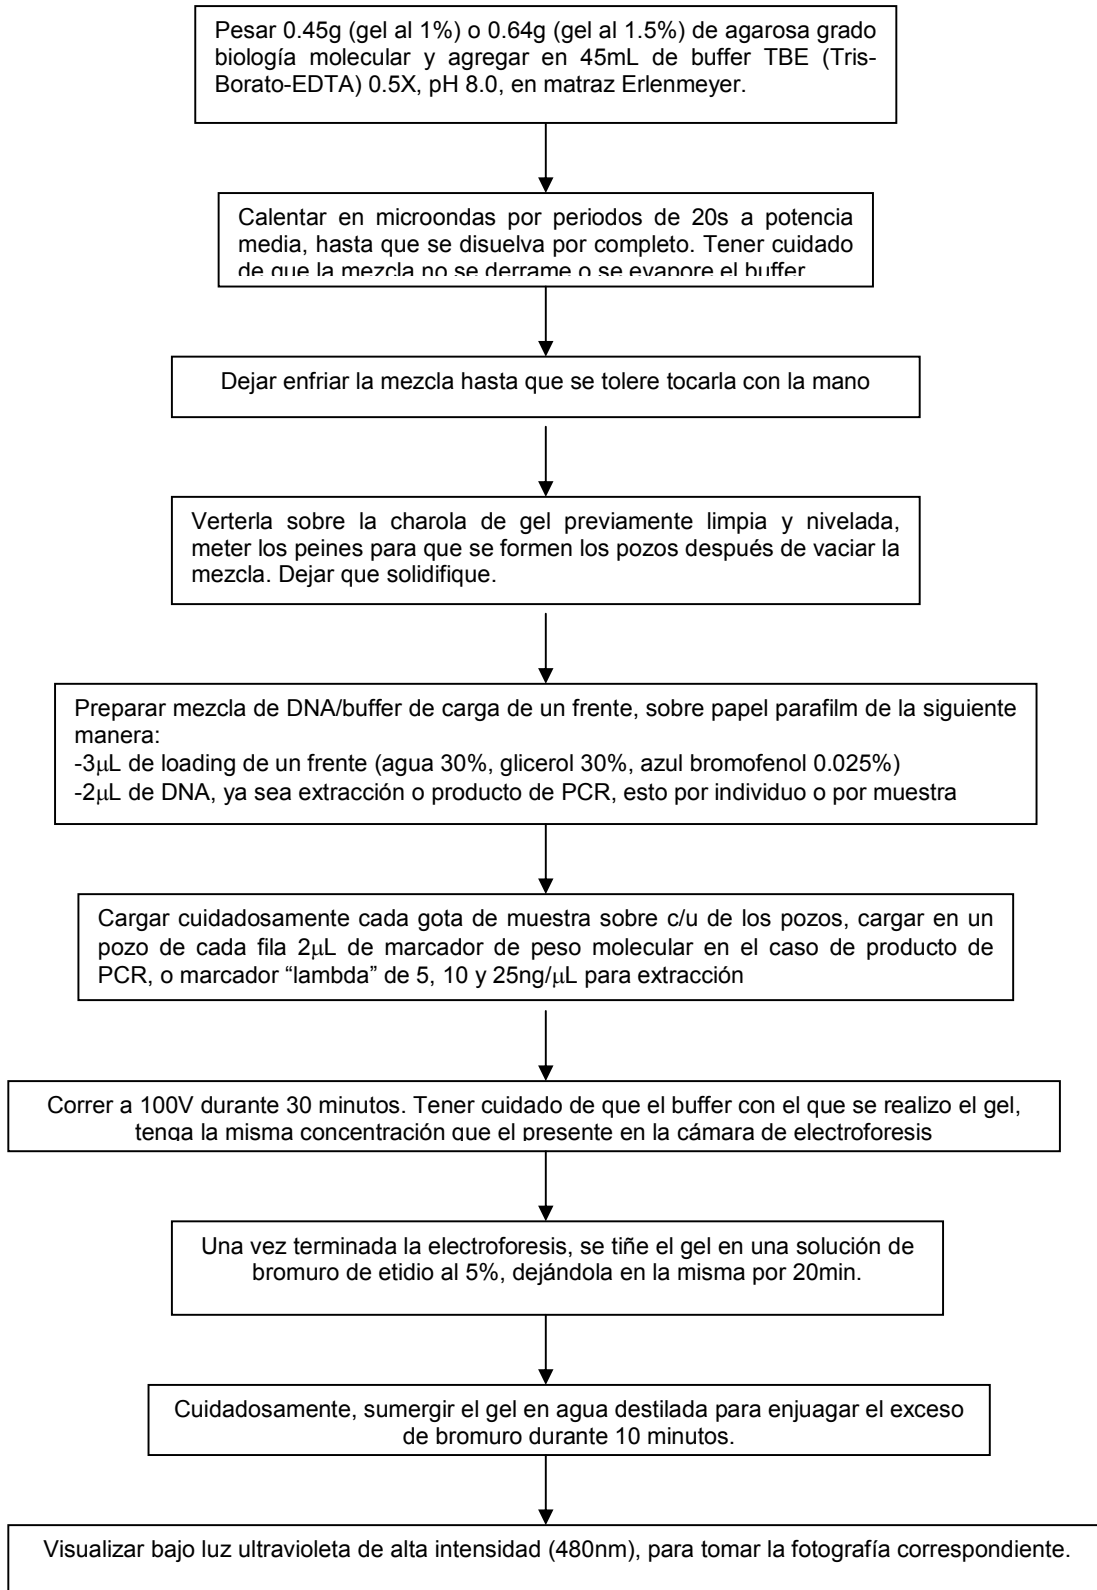 Pesar 0.45g (gel al 1%) o 0.64g (gel al 1.5%) de agarosa grado
biología molecular y agregar en 45mL de buffer TBE (Tris-
Borato-EDTA) 0.5X, pH 8.0, en matraz Erlenmeyer.
Calentar en microondas por periodos de 20s a potencia
media, hasta que se disuelva por completo. Tener cuidado
de que la mezcla no se derrame o se evapore el buffer
Dejar enfriar la mezcla hasta que se tolere tocarla con la mano
Verterla sobre la charola de gel previamente limpia y nivelada,
meter los peines para que se formen los pozos después de vaciar la
mezcla. Dejar que solidifique.
Preparar mezcla de DNA/buffer de carga de un frente, sobre papel parafilm de la siguiente
manera:
-3μL de loading de un frente (agua 30%, glicerol 30%, azul bromofenol 0.025%)
-2μL de DNA, ya sea extracción o producto de PCR, esto por individuo o por muestra
Cargar cuidadosamente cada gota de muestra sobre c/u de los pozos, cargar en un
pozo de cada fila 2μL de marcador de peso molecular en el caso de producto de
PCR, o marcador “lambda” de 5, 10 y 25ng/μL para extracción
Correr a 100V durante 30 minutos. Tener cuidado de que el buffer con el que se realizo el gel,
tenga la misma concentración que el presente en la cámara de electroforesis
Una vez terminada la electroforesis, se tiñe el gel en una solución de
bromuro de etidio al 5%, dejándola en la misma por 20min.
Cuidadosamente, sumergir el gel en agua destilada para enjuagar el exceso
de bromuro durante 10 minutos.
Visualizar bajo luz ultravioleta de alta intensidad (480nm), para tomar la fotografía correspondiente.